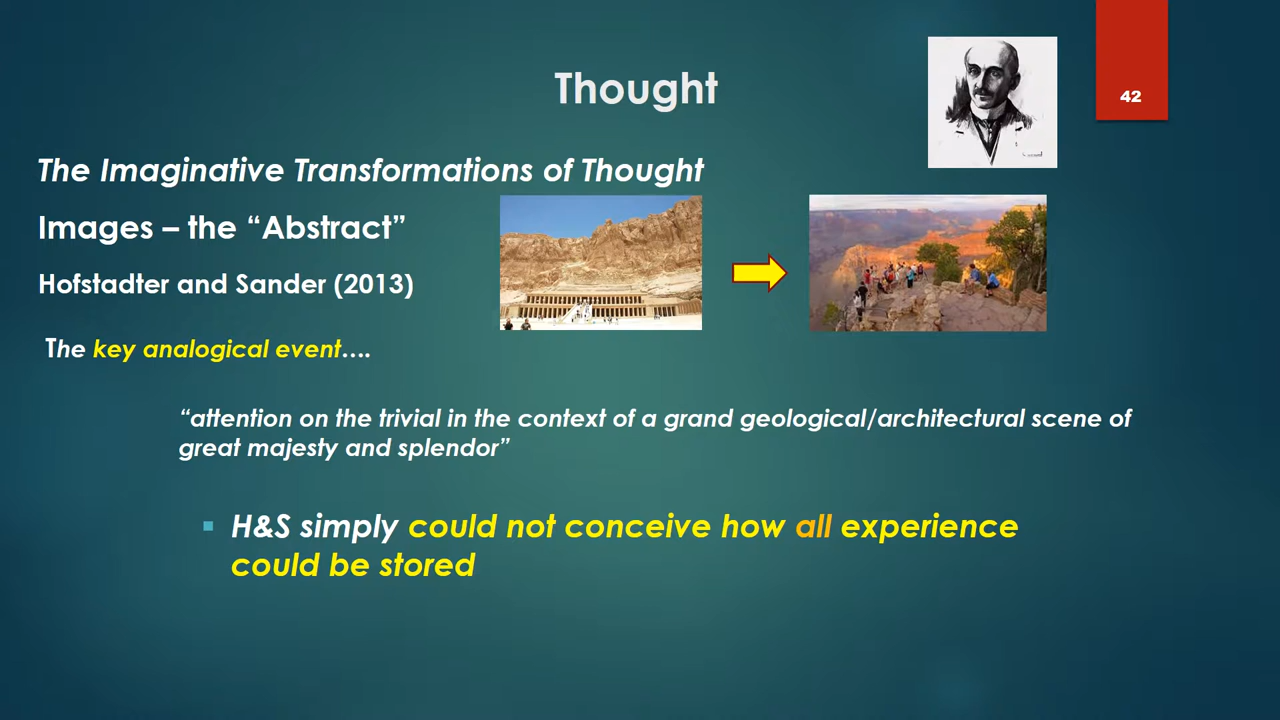 Thought
42
The Imaginative Transformations of Thought
Images – the “Abstract”
Hofstadter and Sander (2013)
The key analogical event….
“attention on the trivial in the context of a grand geological/architectural scene of
great majesty and splendor”
▪ H&S simply could not conceive how all experience
could be stored